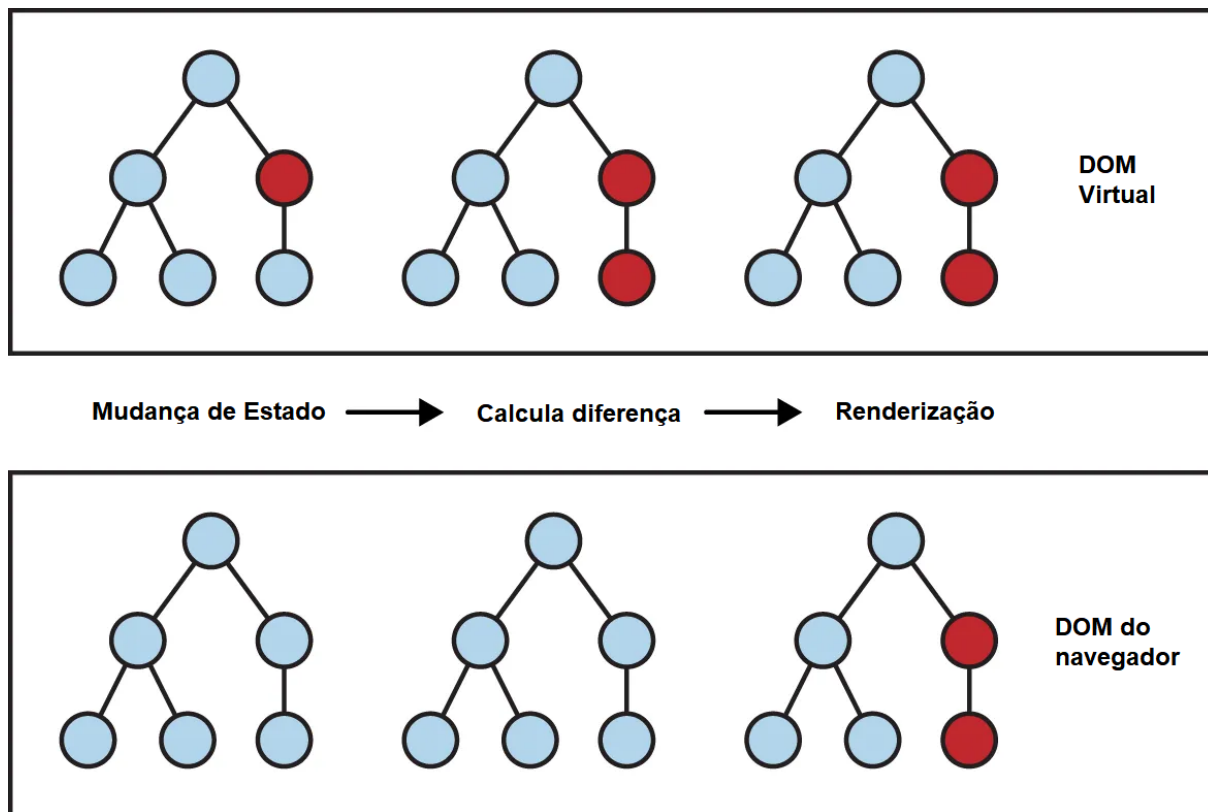 DOM
Virtual
Mudança de Estado
Calcula diferença
Renderização
DOM do
navegador